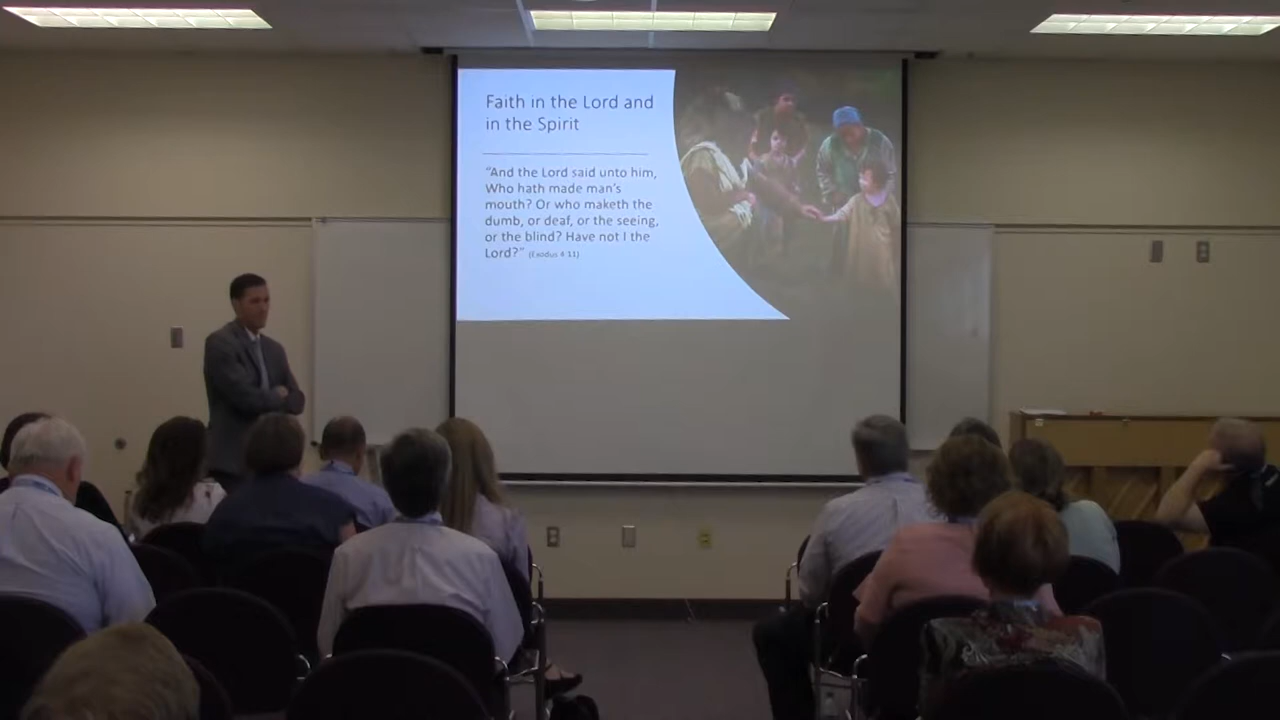 Faith in the Lord and
in the Spirit
“And the Lord said unto him,
Who hath made man’s
mouth? Or who maketh the
dumb, or deaf, or the seeing,
or the blind? Have not I the
Lord?” (Exodus 4:11)